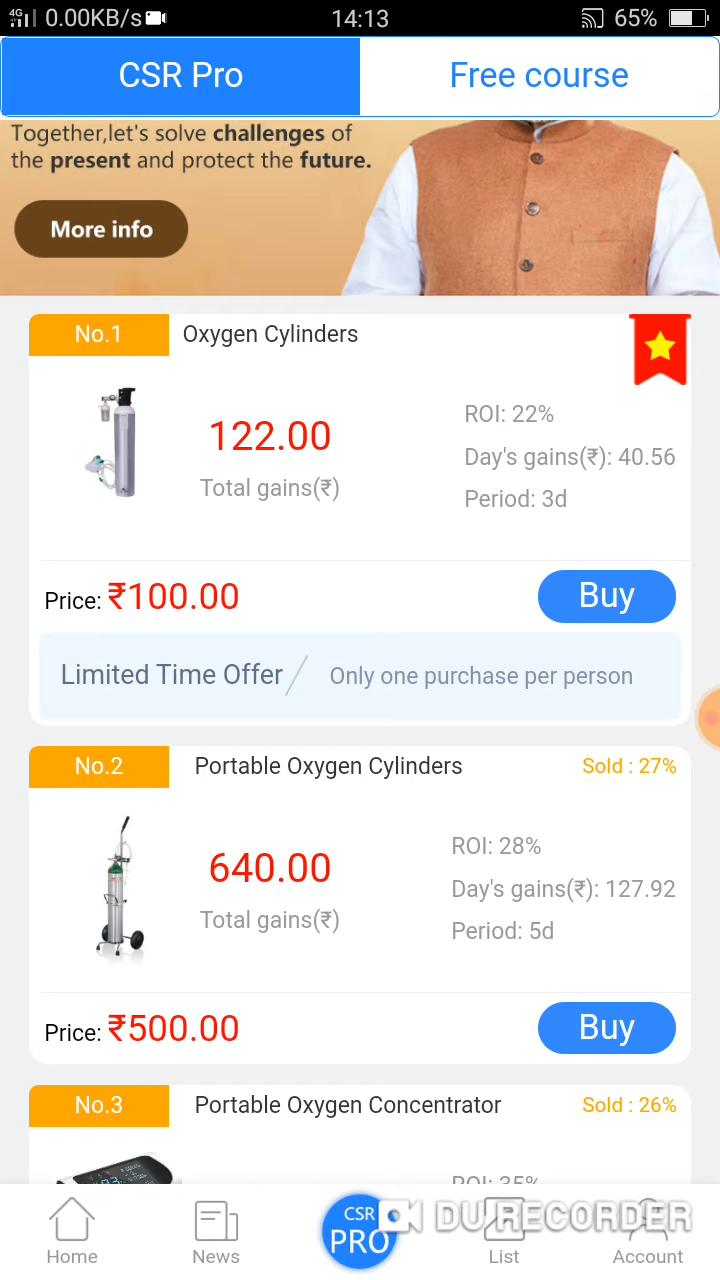 4G 0.00KB/s 14:13 65%
CSR Pro Free course
Together,let's solve challenges of
the present and protect the future.
More info
No.1 Oxygen Cylinders
122.00
Total gains(₹)
ROI: 22%
Day's gains(₹): 40.56
Period: 3d
Price: ₹100.00 Buy
Limited Time Offer Only one purchase per person
No.2 Portable Oxygen Cylinders Sold : 27%
640.00
Total gains(₹)
ROI: 28%
Day's gains(₹): 127.92
Period: 5d
Price: ₹500.00 Buy
No.3 Portable Oxygen Concentrator Sold : 26%
ROI: 35%
CSR
PRO
DU RECORDER
Home News List Account